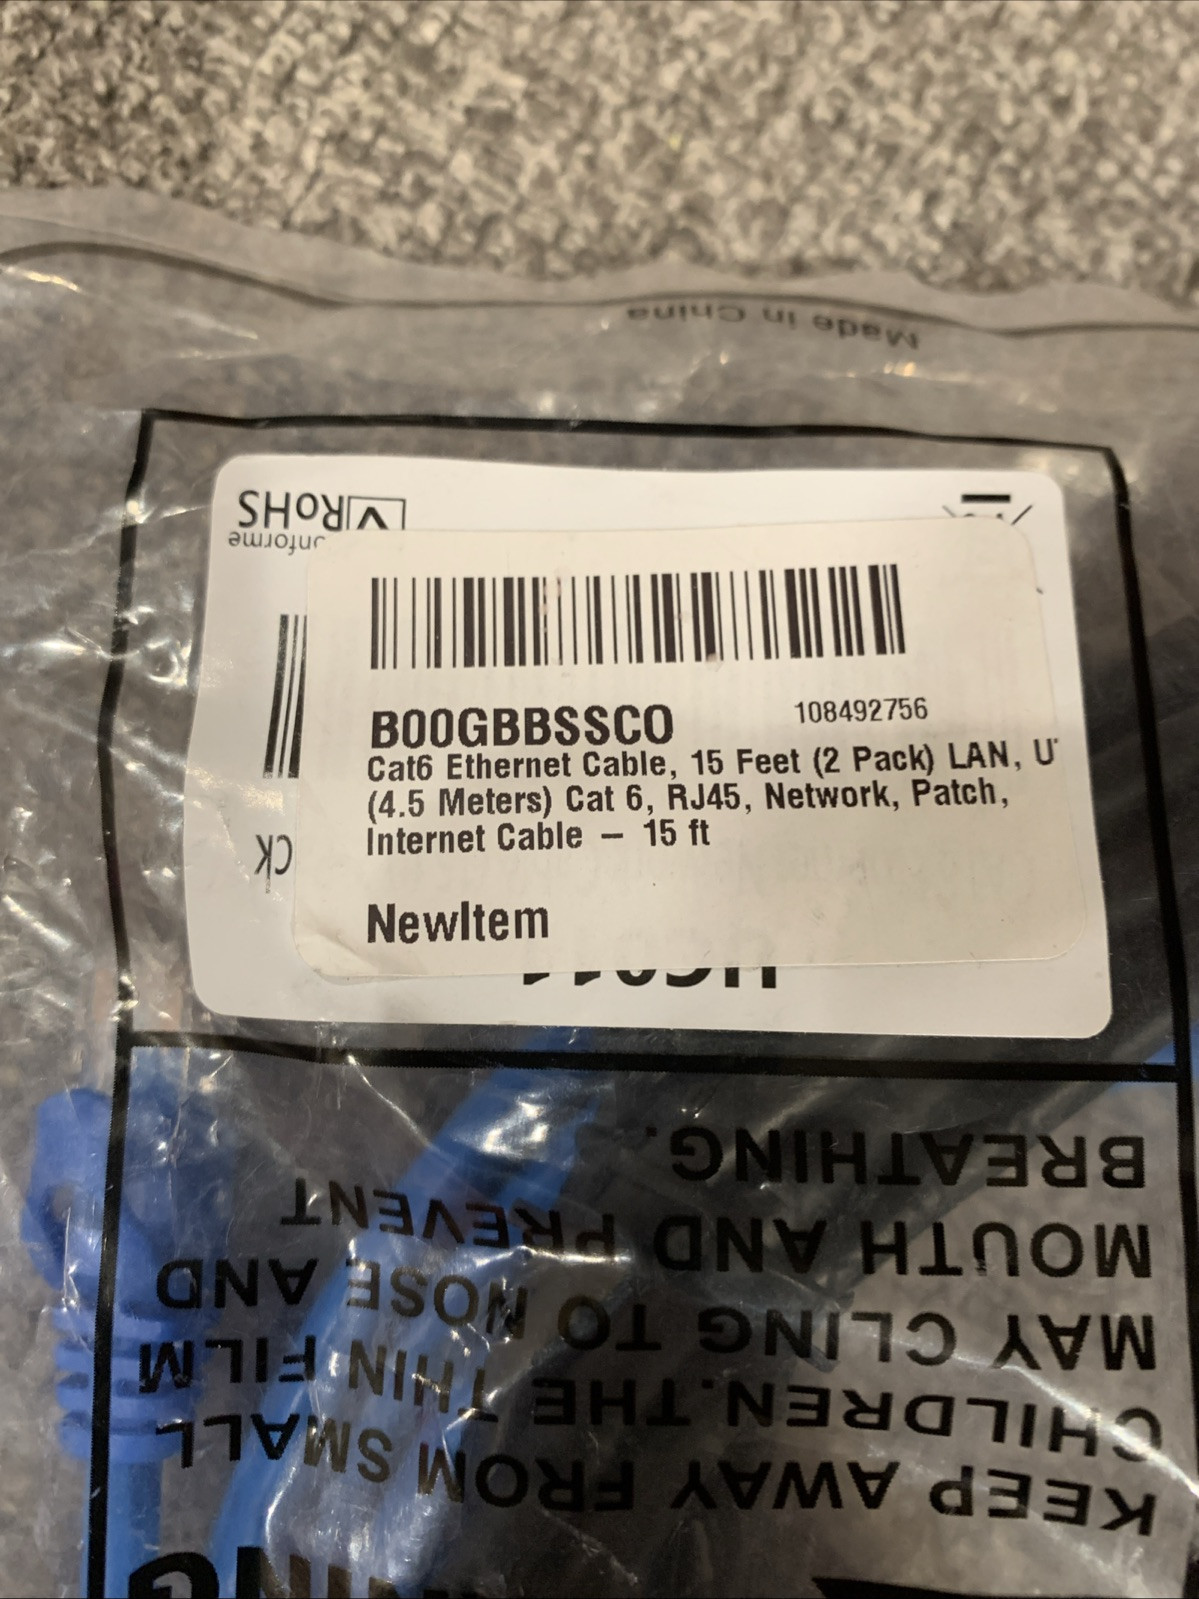 Made in China
RoHS
B00GBBSSCO
108492756
Cat6 Ethernet Cable, 15 Feet (2 Pack) LAN,
(4.5 Meters) Cat 6, RJ45, Network, Patch,
Internet Cable – 15 ft
NewItem
KEEP AWAY FROM SMALL
CHILDREN.THE THIN FILM
MAY CLING TO NOSE AND
MOUTH AND PREVENT
BREATHING.